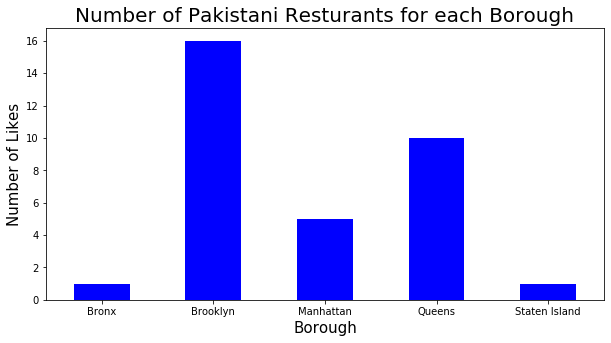 Number of Pakistani Resturants for each Borough
Number of Likes
16
14
12
10
8
6
4
2
0
Bronx Brooklyn Manhattan Queens Staten Island
Borough